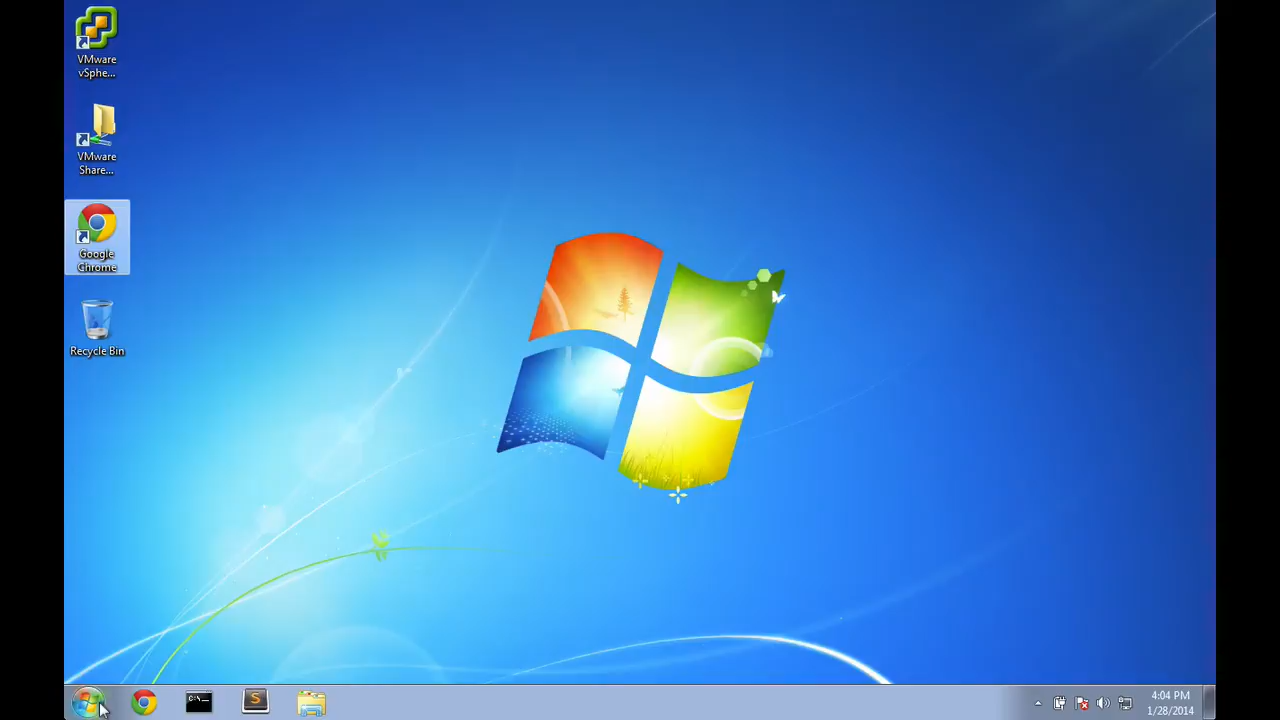 VMware
vSphe...
VMware
Share...
Google
Chrome
Recycle Bin
C:\_
S
4:04 PM
1/28/2014